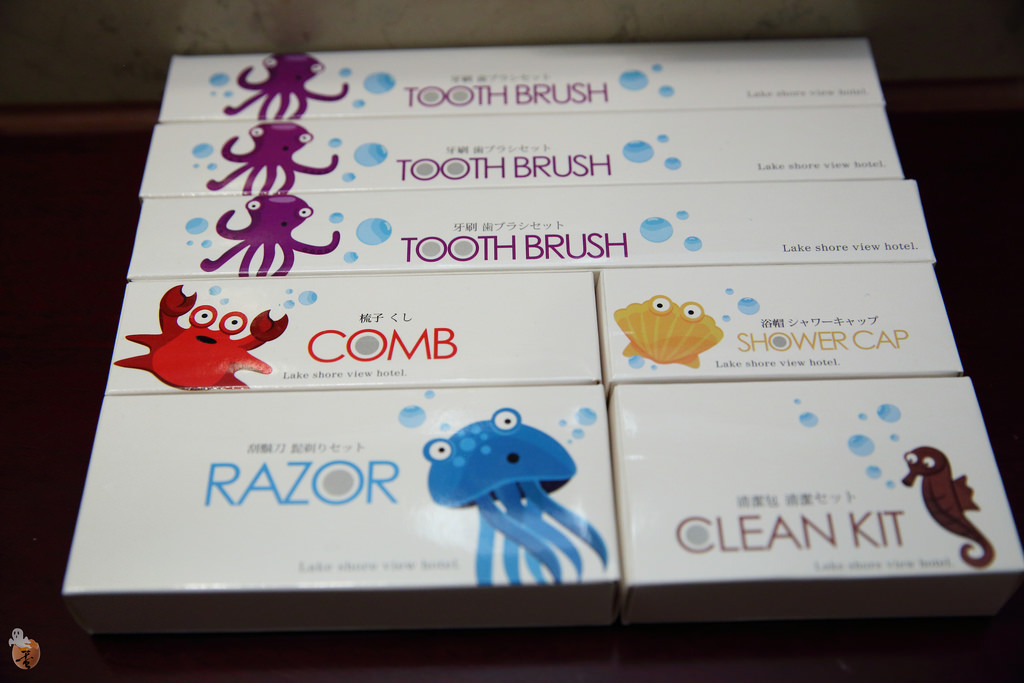 牙刷 歯ブラシセット
TOOTH BRUSH
Lake shore view hotel.
牙刷 歯ブラシセット
TOOTH BRUSH
Lake shore view hotel.
牙刷 歯ブラシセット
TOOTH BRUSH
Lake shore view hotel.
梳子 くし
COMB
Lake shore view hotel.
浴帽 シャワーキャップ
SHOWER CAP
Lake shore view hotel.
刮鬍刀 髭剃りセット
RAZOR
Lake shore view hotel.
清潔包 清潔セット
CLEAN KIT
Lake shore view hotel.